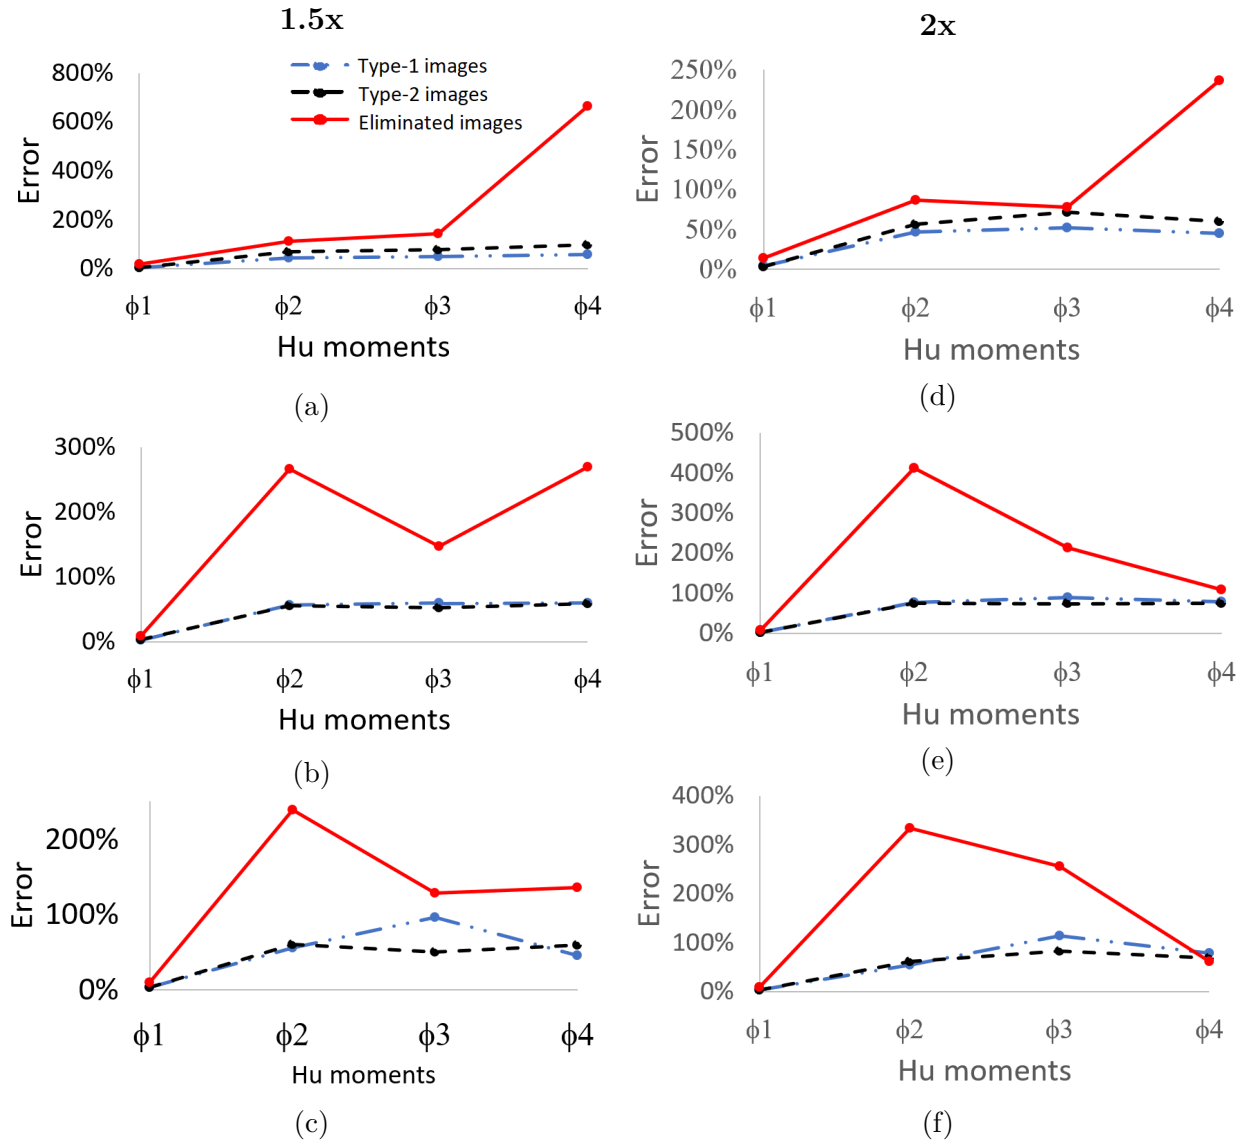 1.5x
800%
600%
400%
200%
0%
Error
Type-1 images
Type-2 images
Eliminated images
ϕ1 ϕ2 ϕ3 ϕ4
Hu moments
(a)
2x
250%
200%
150%
100%
50%
0%
Error
ϕ1 ϕ2 ϕ3 ϕ4
Hu moments
(d)
300%
200%
100%
0%
Error
ϕ1 ϕ2 ϕ3 ϕ4
Hu moments
(b)
500%
400%
300%
200%
100%
0%
Error
ϕ1 ϕ2 ϕ3 ϕ4
Hu moments
(e)
200%
100%
0%
Error
ϕ1 ϕ2 ϕ3 ϕ4
Hu moments
(c)
400%
300%
200%
100%
0%
Error
ϕ1 ϕ2 ϕ3 ϕ4
Hu moments
(f)